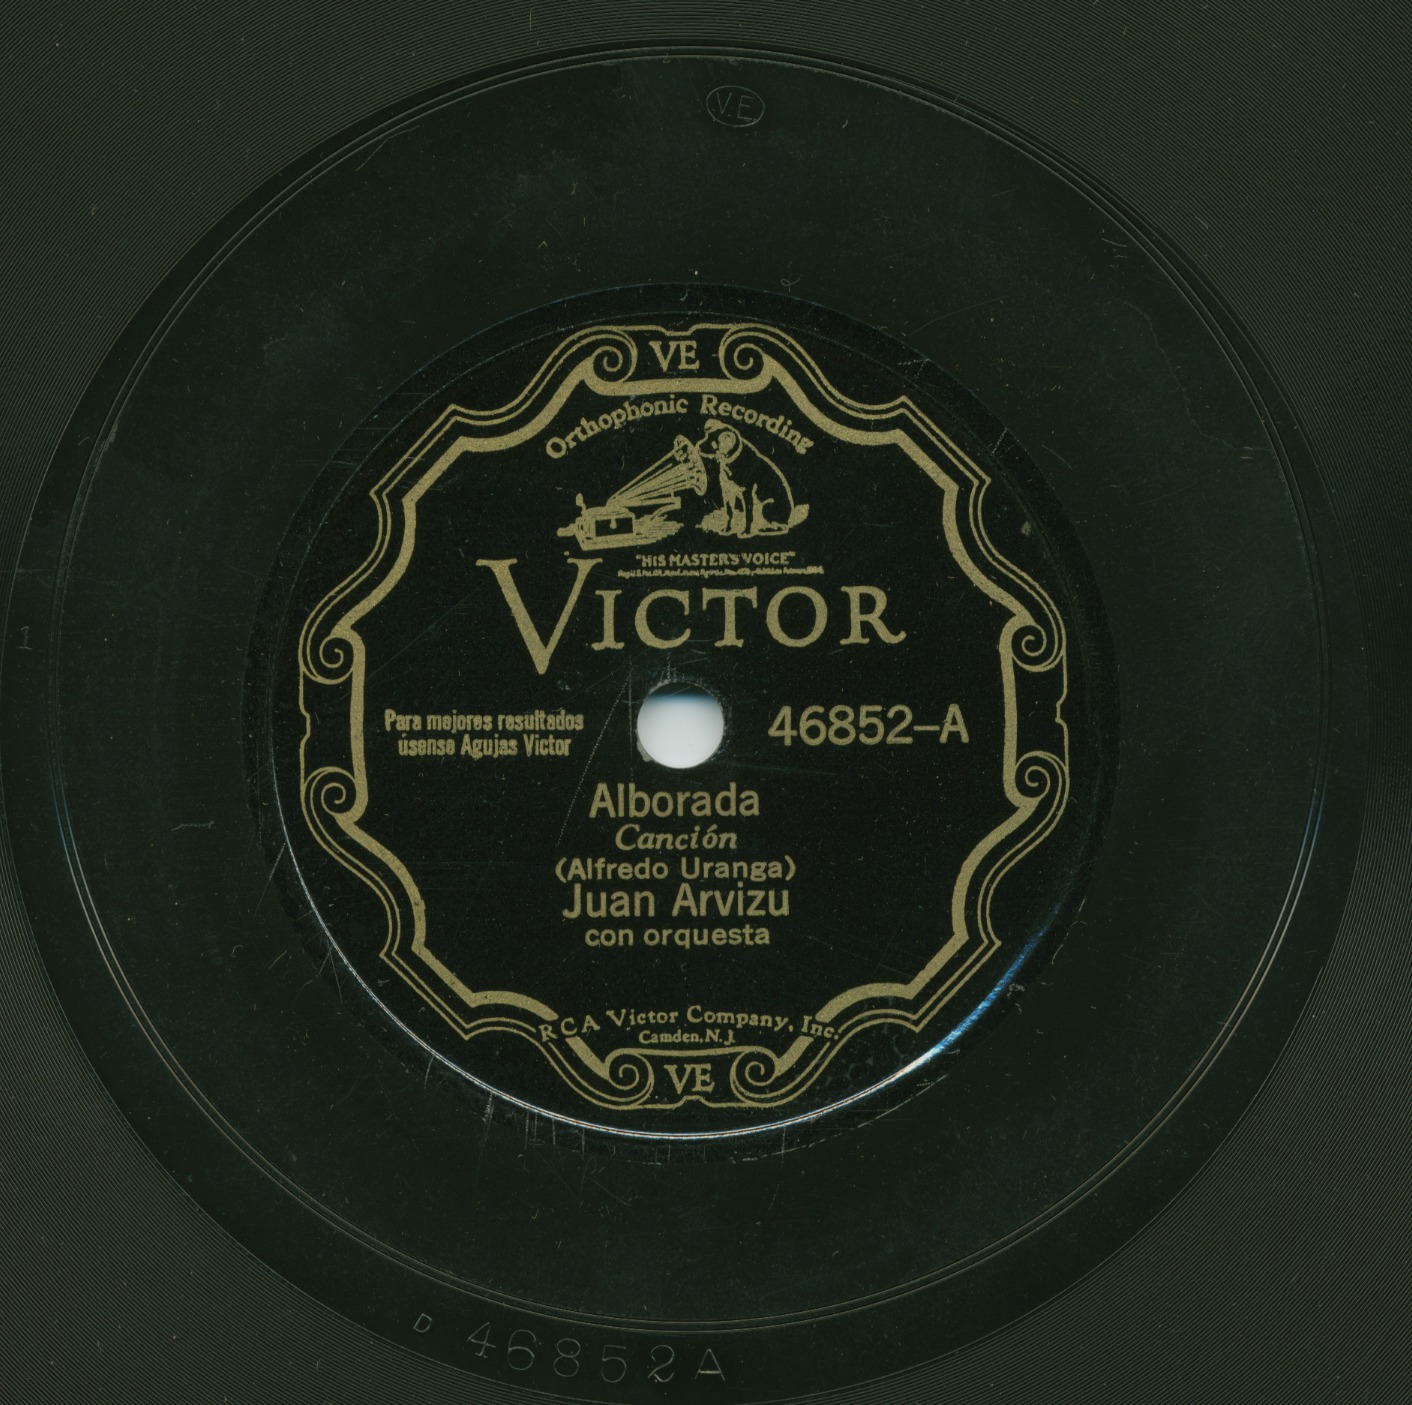 V.E
VE
Orthophonic Recording
"HIS MASTER'S VOICE"
VICTOR
Para mejores resultados
úsense Agujas Victor
46852-A
Alborada
Canción
(Alfredo Uranga)
Juan Arvizu
con orquesta
RCA Victor Company, Inc.
Camden, N.J.
VE
1
D 46852A